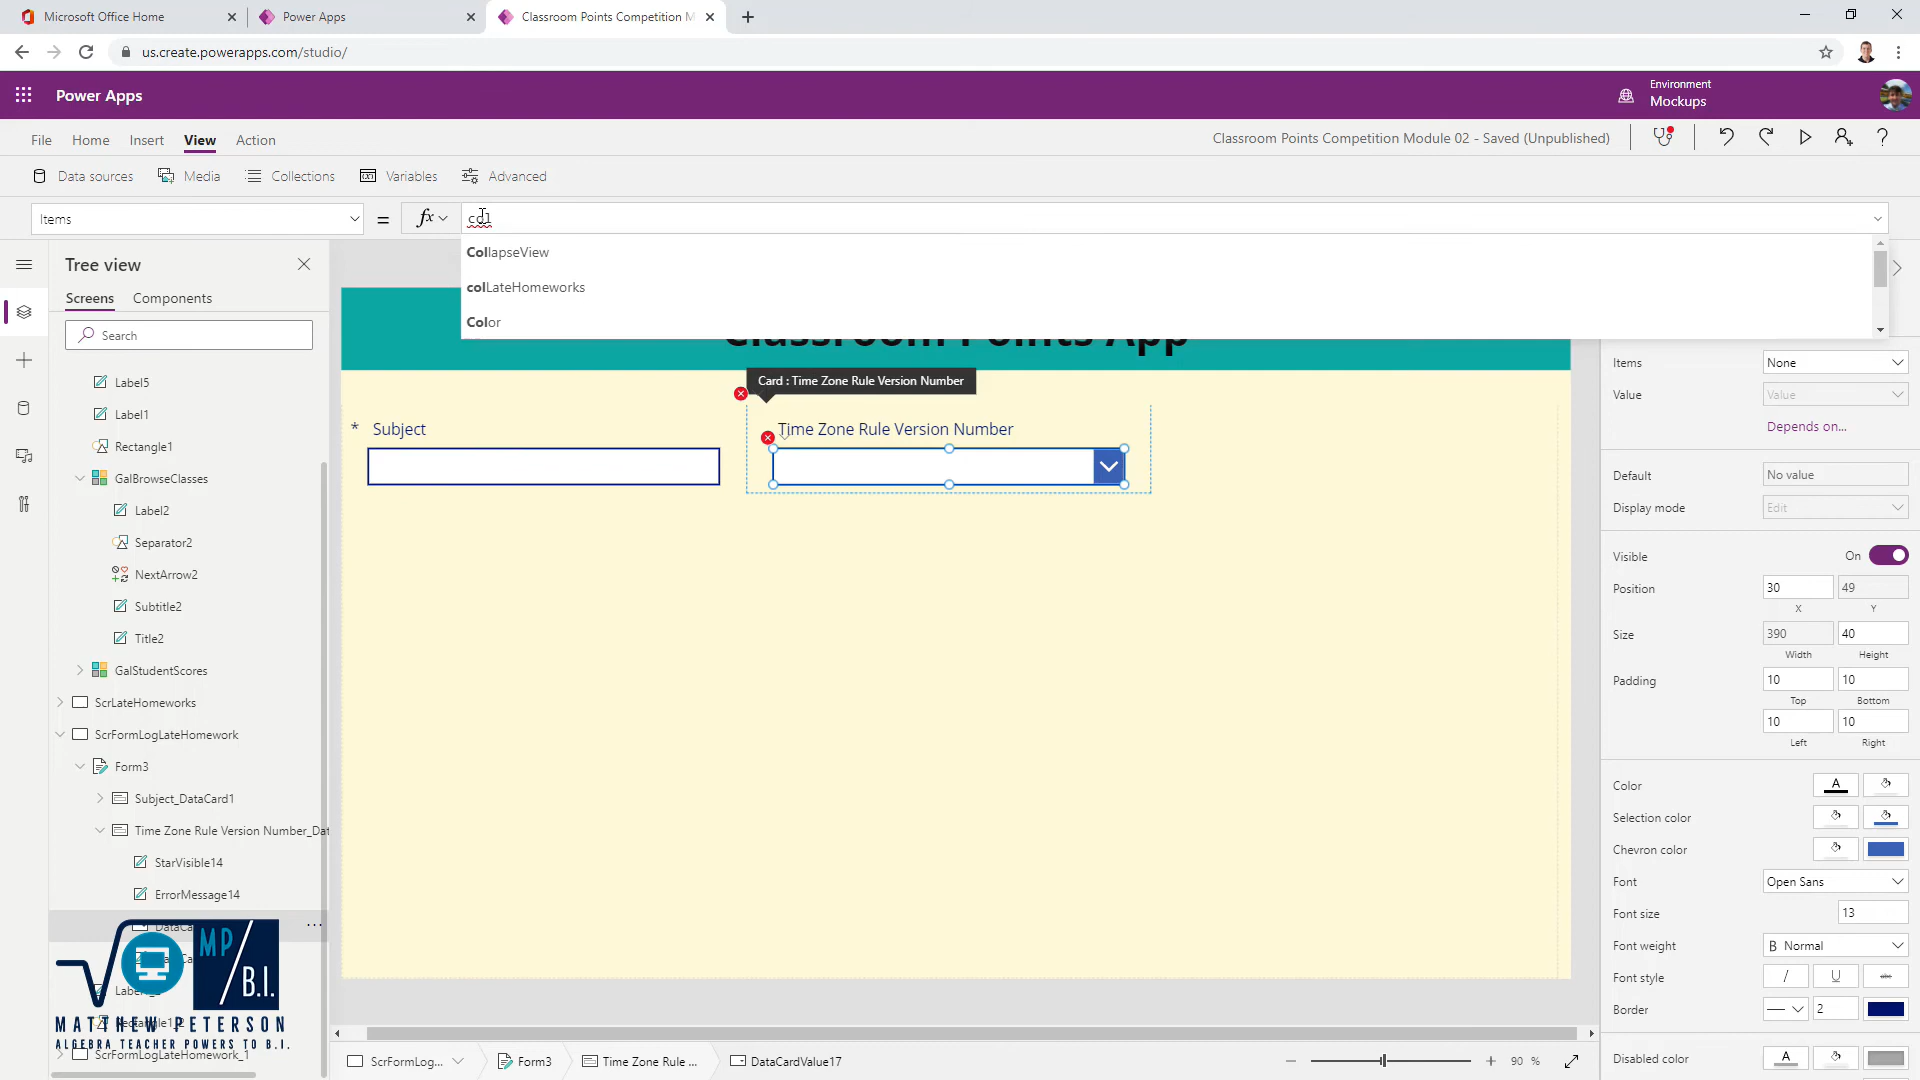 Microsoft Office Home
Power Apps
Classroom Points Competition M
us.create.powerapps.com/studio/
Power Apps
Environment
Mockups
File
Home
Insert
View
Action
Classroom Points Competition Module 02 - Saved (Unpublished)
Data sources
Media
Collections
Variables
Advanced
Items
=
fx
col
CollapseView
colLateHomeworks
Color
Tree view
Screens
Components
Search
Label5
Label1
Rectangle1
GalBrowseClasses
Label2
Separator2
NextArrow2
Subtitle2
Title2
GalStudentScores
ScrLateHomeworks
ScrFormLogLateHomework
Form3
Subject_DataCard1
Time Zone Rule Version Number_Dat
StarVisible14
ErrorMessage14
ScrFormLogLateHomework_1
MP
B.I.
MATTHEW PETERSON
ALGEBRA TEACHER POWERS TO B.I.
Classroom Points App
Card : Time Zone Rule Version Number
* Subject
Time Zone Rule Version Number
Items
None
Value
Value
Depends on...
Default
No value
Display mode
Edit
Visible
On
Position
30
49
X
Y
Size
390
40
Width
Height
Padding
10
10
Top
Bottom
10
10
Left
Right
Color
A
Selection color
Chevron color
Font
Open Sans
Font size
13
Font weight
B Normal
Font style
/
U
abc
Border
2
Disabled color
A
ScrFormLog...
Form3
Time Zone Rule ...
DataCardValue17
90 %